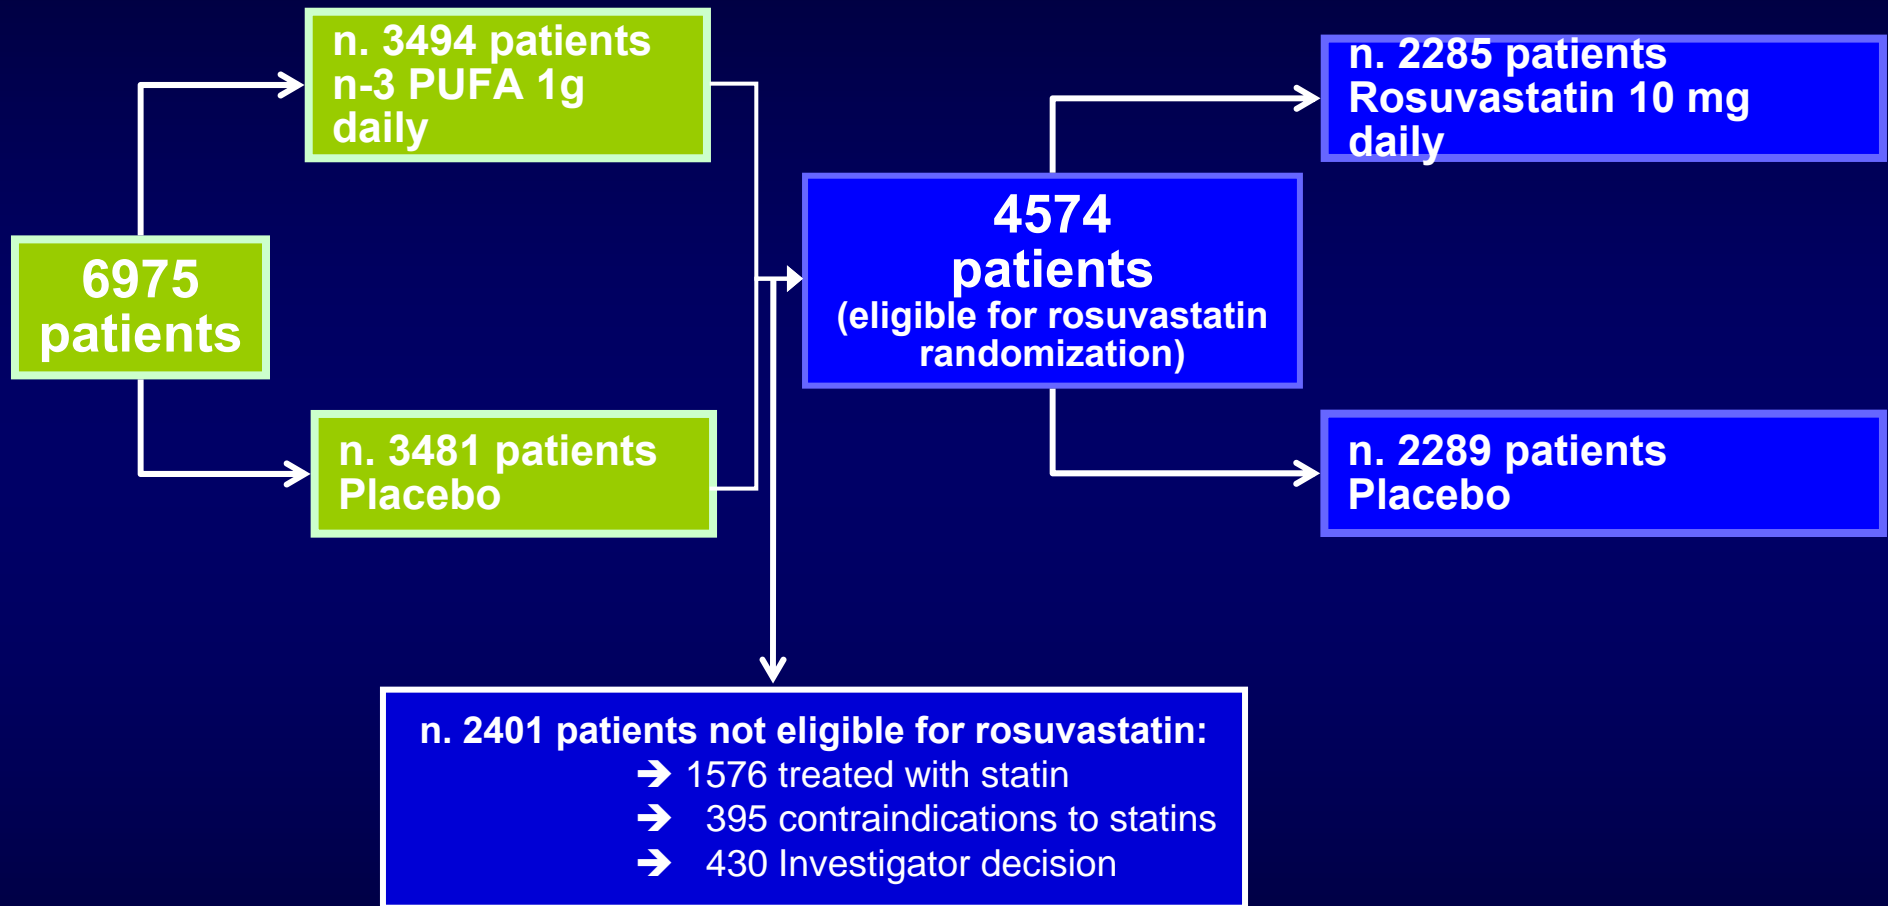 6975
patients
n. 3494 patients
n-3 PUFA 1g
daily
n. 3481 patients
Placebo
4574
patients
(eligible for rosuvastatin
randomization)
n. 2285 patients
Rosuvastatin 10 mg
daily
n. 2289 patients
Placebo
n. 2401 patients not eligible for rosuvastatin:
➔ 1576 treated with statin
➔ 395 contraindications to statins
➔ 430 Investigator decision